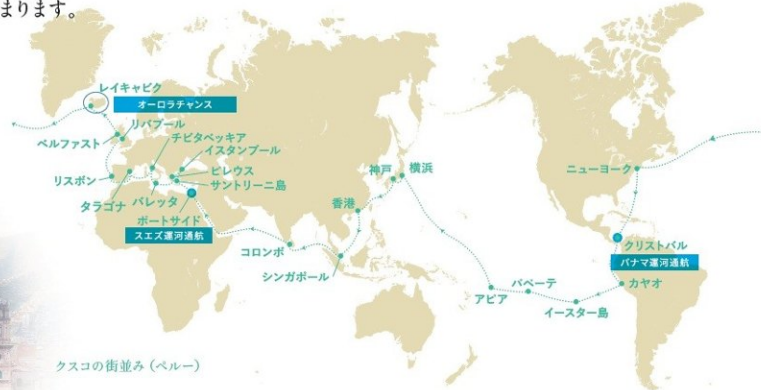 まります。
レイキャビク
オーロラチャンス
リバプール
ベルファスト
チビタベッキア
イスタンブール
リスボン
ピレウス
サントリーニ島
タラゴナ
バレッタ
ポートサイド
スエズ運河通航
コロンボ
シンガポール
香港
神戸
横浜
ニューヨーク
クリストバル
パナマ運河通航
カヤオ
アピア
パペーテ
イースター島
クスコの街並み（ペルー）